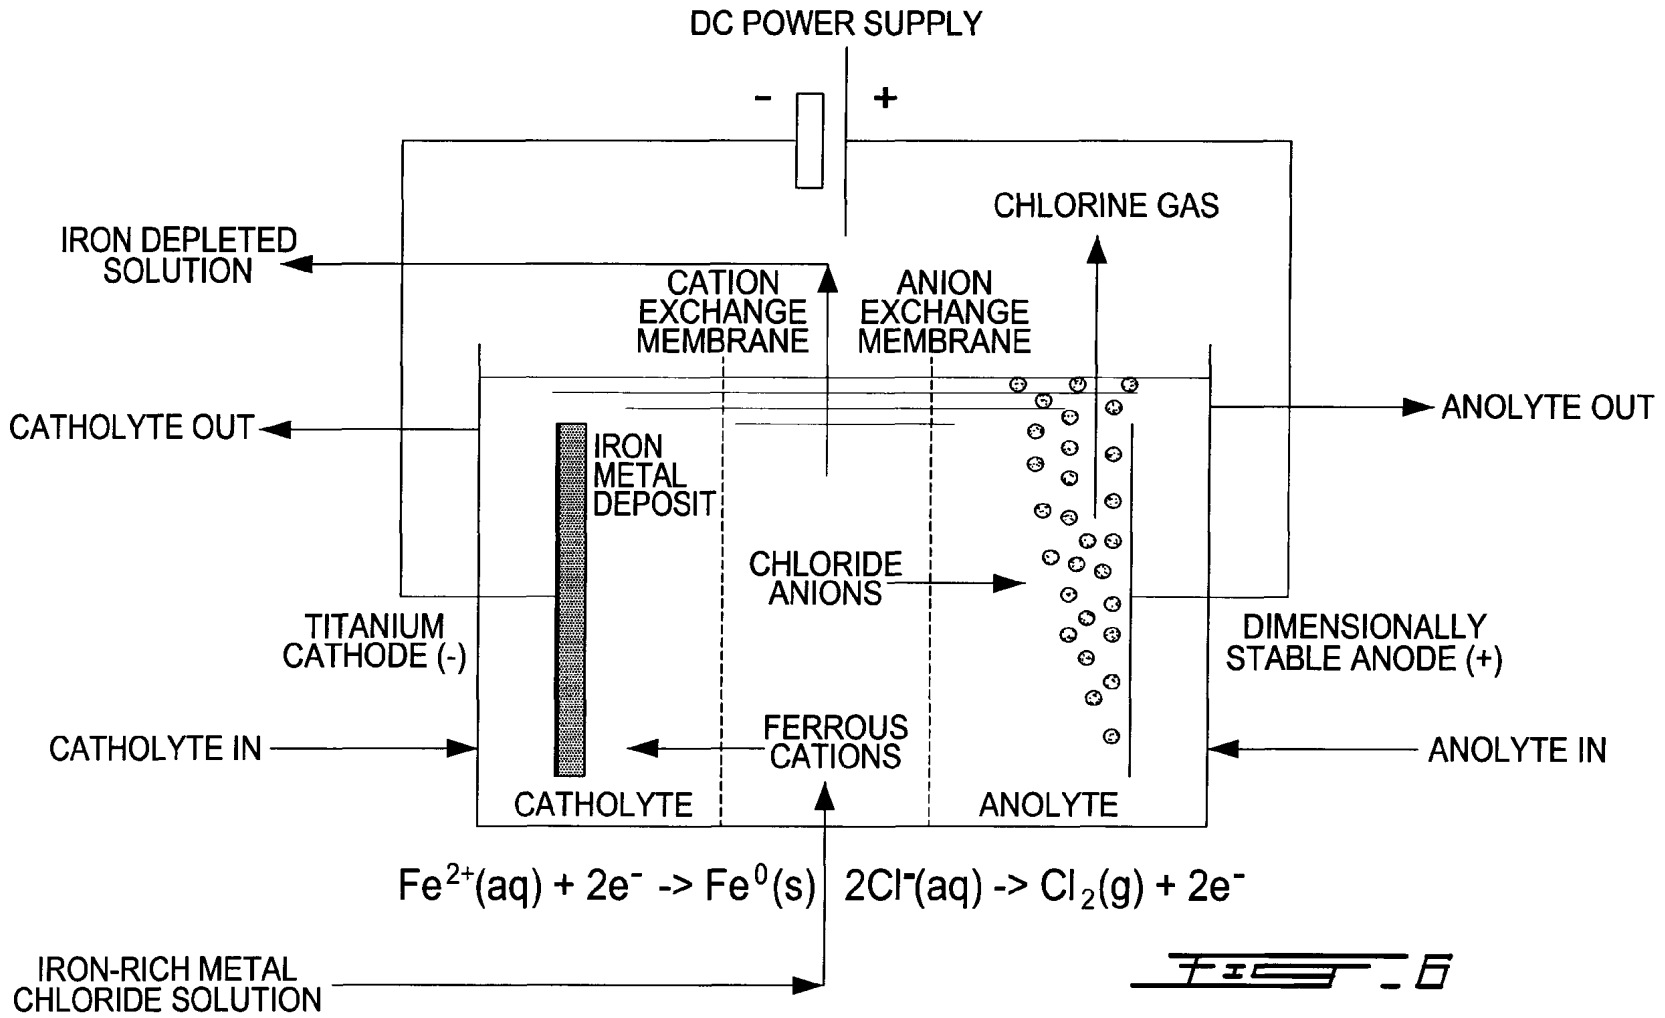 DC POWER SUPPLY
- +
CHLORINE GAS
IRON DEPLETED
SOLUTION
CATION
EXCHANGE
MEMBRANE
ANION
EXCHANGE
MEMBRANE
CATHOLYTE OUT
ANOLYTE OUT
IRON
METAL
DEPOSIT
CHLORIDE
ANIONS
TITANIUM
CATHODE (-)
DIMENSIONALLY
STABLE ANODE (+)
CATHOLYTE IN
FERROUS
CATIONS
ANOLYTE IN
CATHOLYTE
ANOLYTE
Fe²⁺(aq) + 2e⁻ -> Fe⁰(s)
2Cl⁻(aq) -> Cl₂(g) + 2e⁻
IRON-RICH METAL
CHLORIDE SOLUTION
FIG. 6